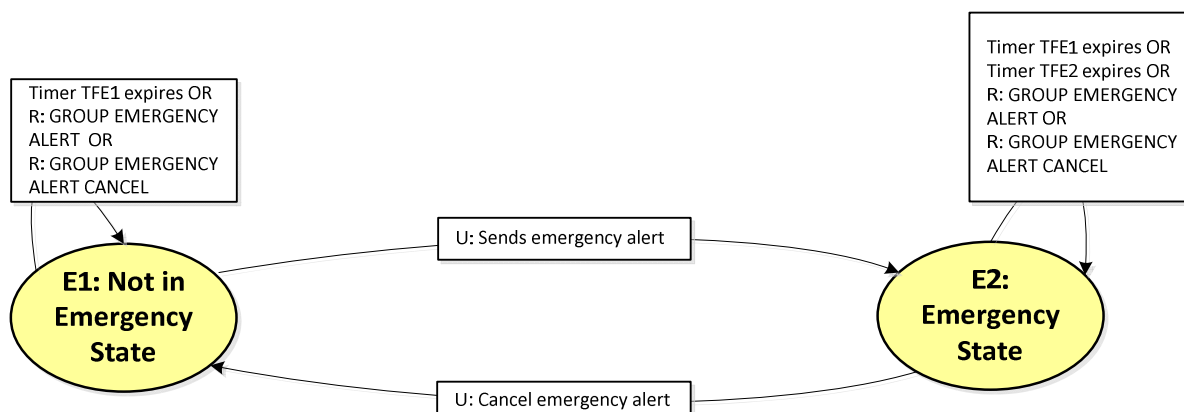 Timer TFE1 expires OR
Timer TFE2 expires OR
R: GROUP EMERGENCY
ALERT OR
R: GROUP EMERGENCY
ALERT CANCEL
Timer TFE1 expires OR
R: GROUP EMERGENCY
ALERT OR
R: GROUP EMERGENCY
ALERT CANCEL
U: Sends emergency alert
E1: Not in
Emergency
State
E2:
Emergency
State
U: Cancel emergency alert